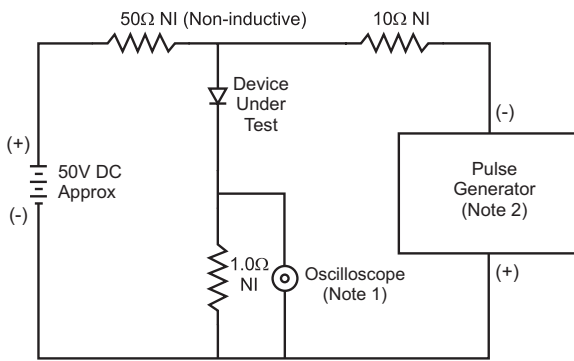 50Ω NI (Non-inductive)
10Ω NI
Device
Under
Test
(+)
50V DC
Approx
(-)
(-)
Pulse
Generator
(Note 2)
(+)
1.0Ω
NI
Oscilloscope
(Note 1)